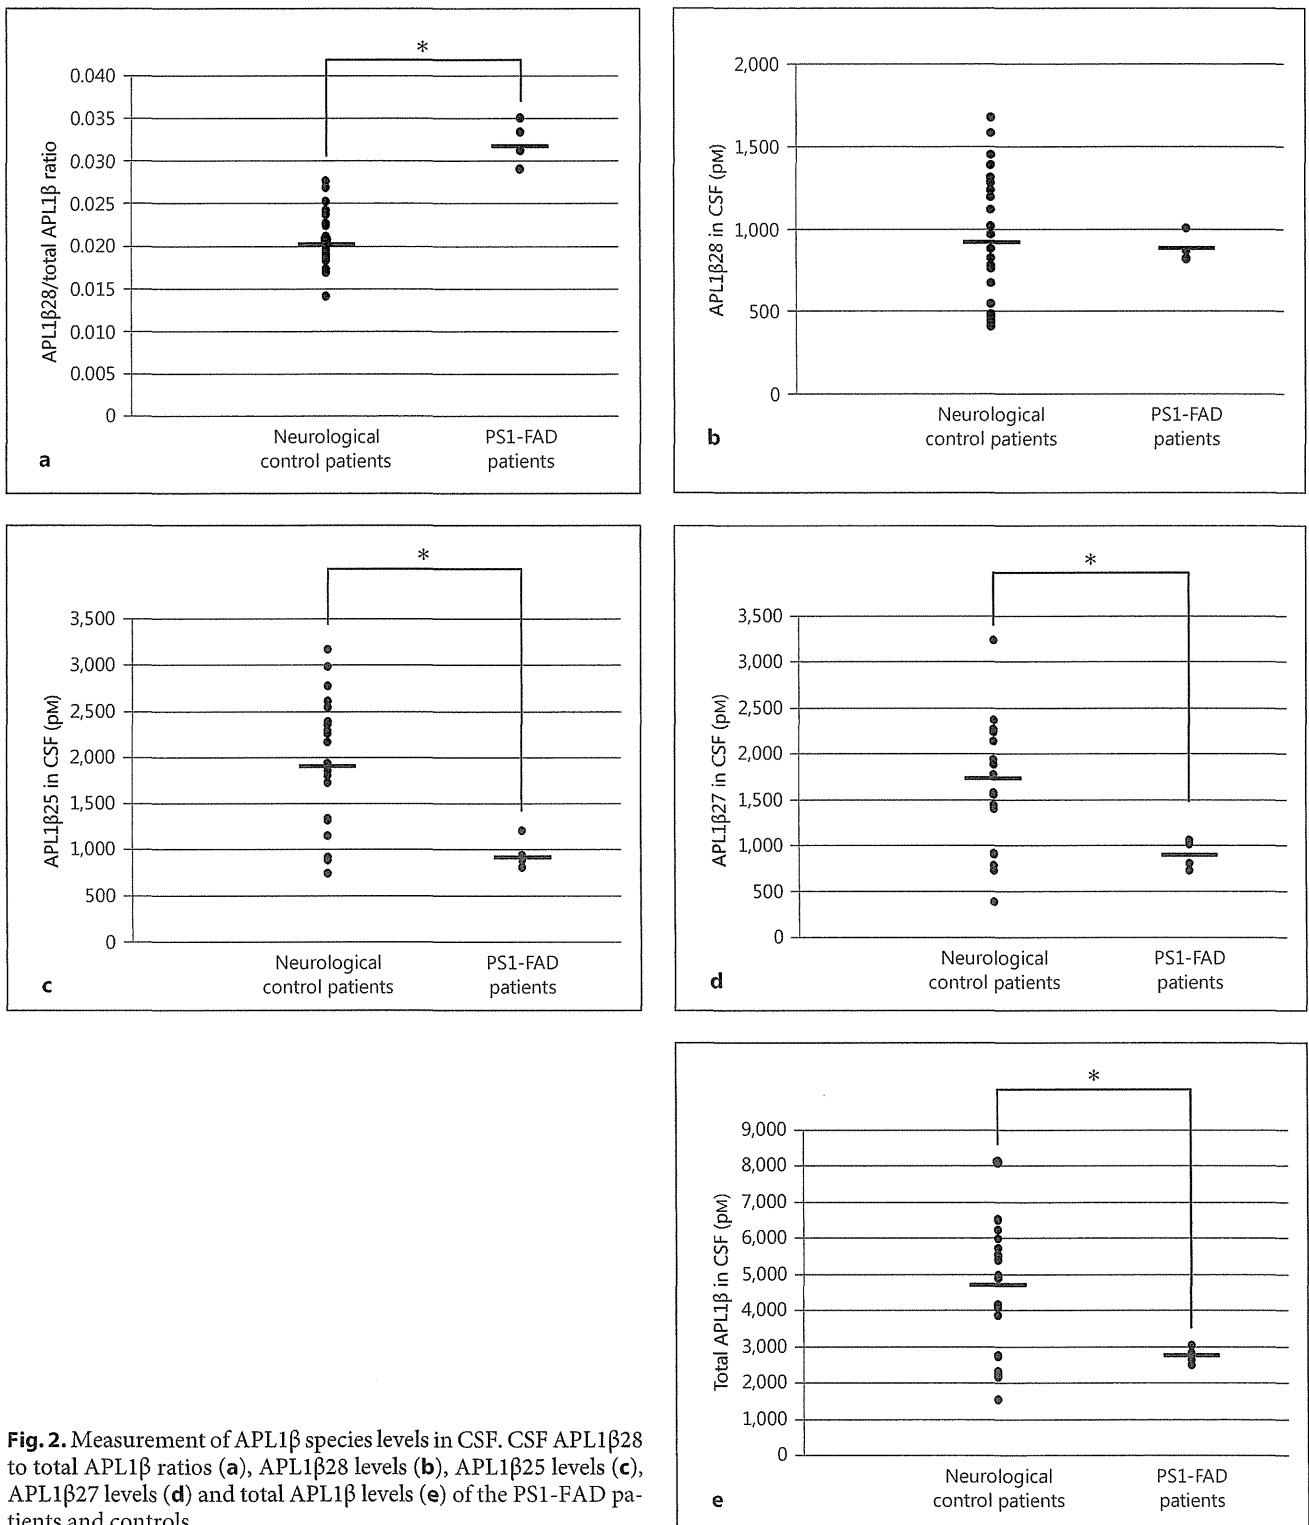 *
0.040
0.035
0.030
0.025
0.020
0.015
0.010
0.005
0
APL1β28/total APL1β ratio
Neurological
control patients
PS1-FAD
patients
a
2,000
1,500
1,000
500
0
APL1β28 in CSF (pM)
Neurological
control patients
PS1-FAD
patients
b
*
3,500
3,000
2,500
2,000
1,500
1,000
500
0
APL1β25 in CSF (pM)
Neurological
control patients
PS1-FAD
patients
c
*
3,500
3,000
2,500
2,000
1,500
1,000
500
0
APL1β27 in CSF (pM)
Neurological
control patients
PS1-FAD
patients
d
*
9,000
8,000
7,000
6,000
5,000
4,000
3,000
2,000
1,000
0
Total APL1β in CSF (pM)
Neurological
control patients
PS1-FAD
patients
e
Fig. 2. Measurement of APL1β species levels in CSF. CSF APL1β28
to total APL1β ratios (a), APL1β28 levels (b), APL1β25 levels (c),
APL1β27 levels (d) and total APL1β levels (e) of the PS1-FAD pa-
tients and controls.